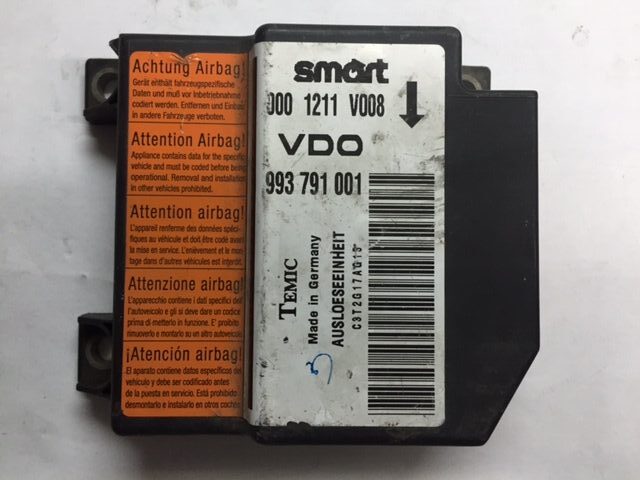 Achtung Airbag!
Gerät enthält fahrzeugspezifische
Daten und muß vor Inbetriebnahme
codiert werden. Entfernen und Einbau
in andere Fahrzeuge verboten.
Attention Airbag!
Appliance contains data for the specific
vehicle and must be coded before being
operational. Removal and installation
in other vehicles prohibited.
Attention airbag!
L'appareil renferme des données spéci-
fiques au véhicule et doit être codé avant
la mise en service. L'enièvement et le mon-
tage dans d'autres véhicules est interdit.
Attenzione airbag!
L'apparecchio contiene i dati specifici del
l'autoveicolo e gli si deve dare un codice
prima di metterlo in funzione. E' proibito
rimuoverlo e montarlo su un altro autoveicolo.
¡Atención airbag!
El aparato contiene datos específicos del
vehículo y debe ser codificado antes
de la puesta en servicio. Está prohibido
desmontarlo e instalarlo en otros coches.
smart
000 1211 V008
VDO
993 791 001
TEMIC
Made in Germany
AUSLOESEEINHEIT
C3T2G17AG13